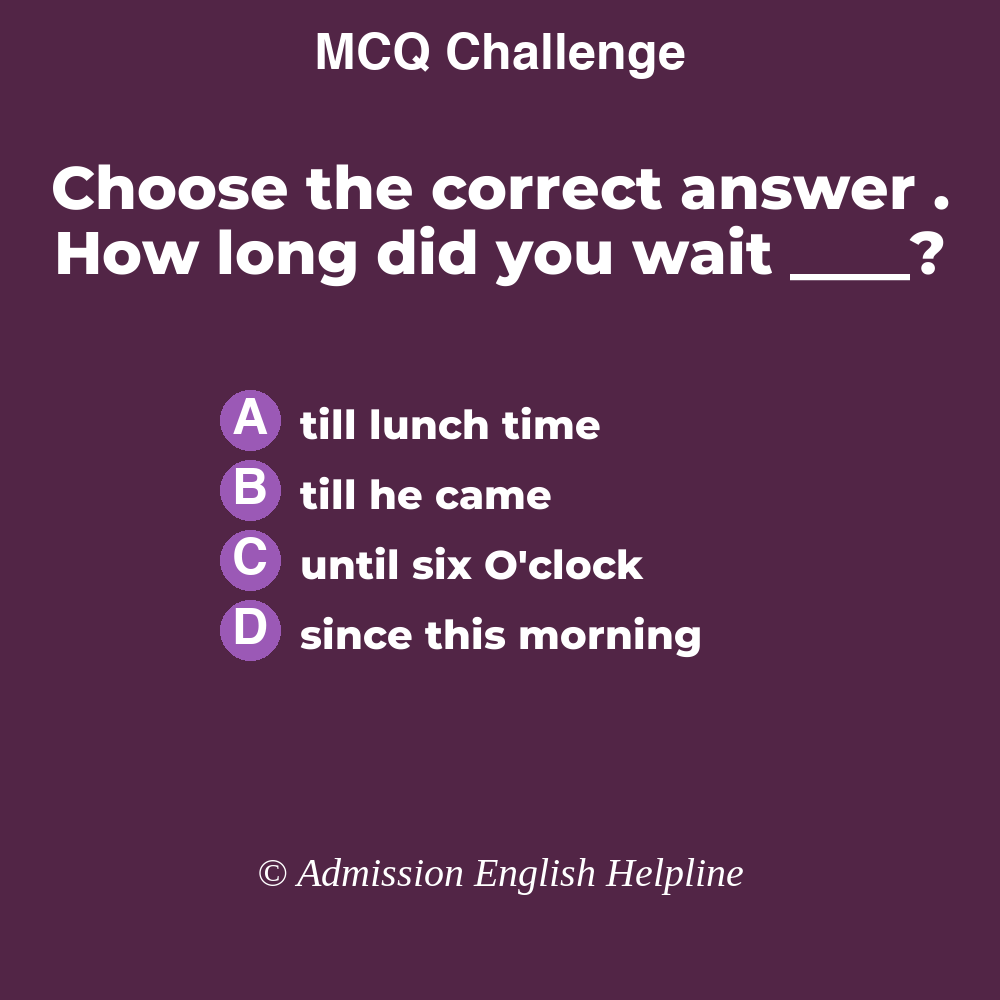 MCQ Challenge
Choose the correct answer .
How long did you wait ____?
A till lunch time
B till he came
C until six O'clock
D since this morning
© Admission English Helpline